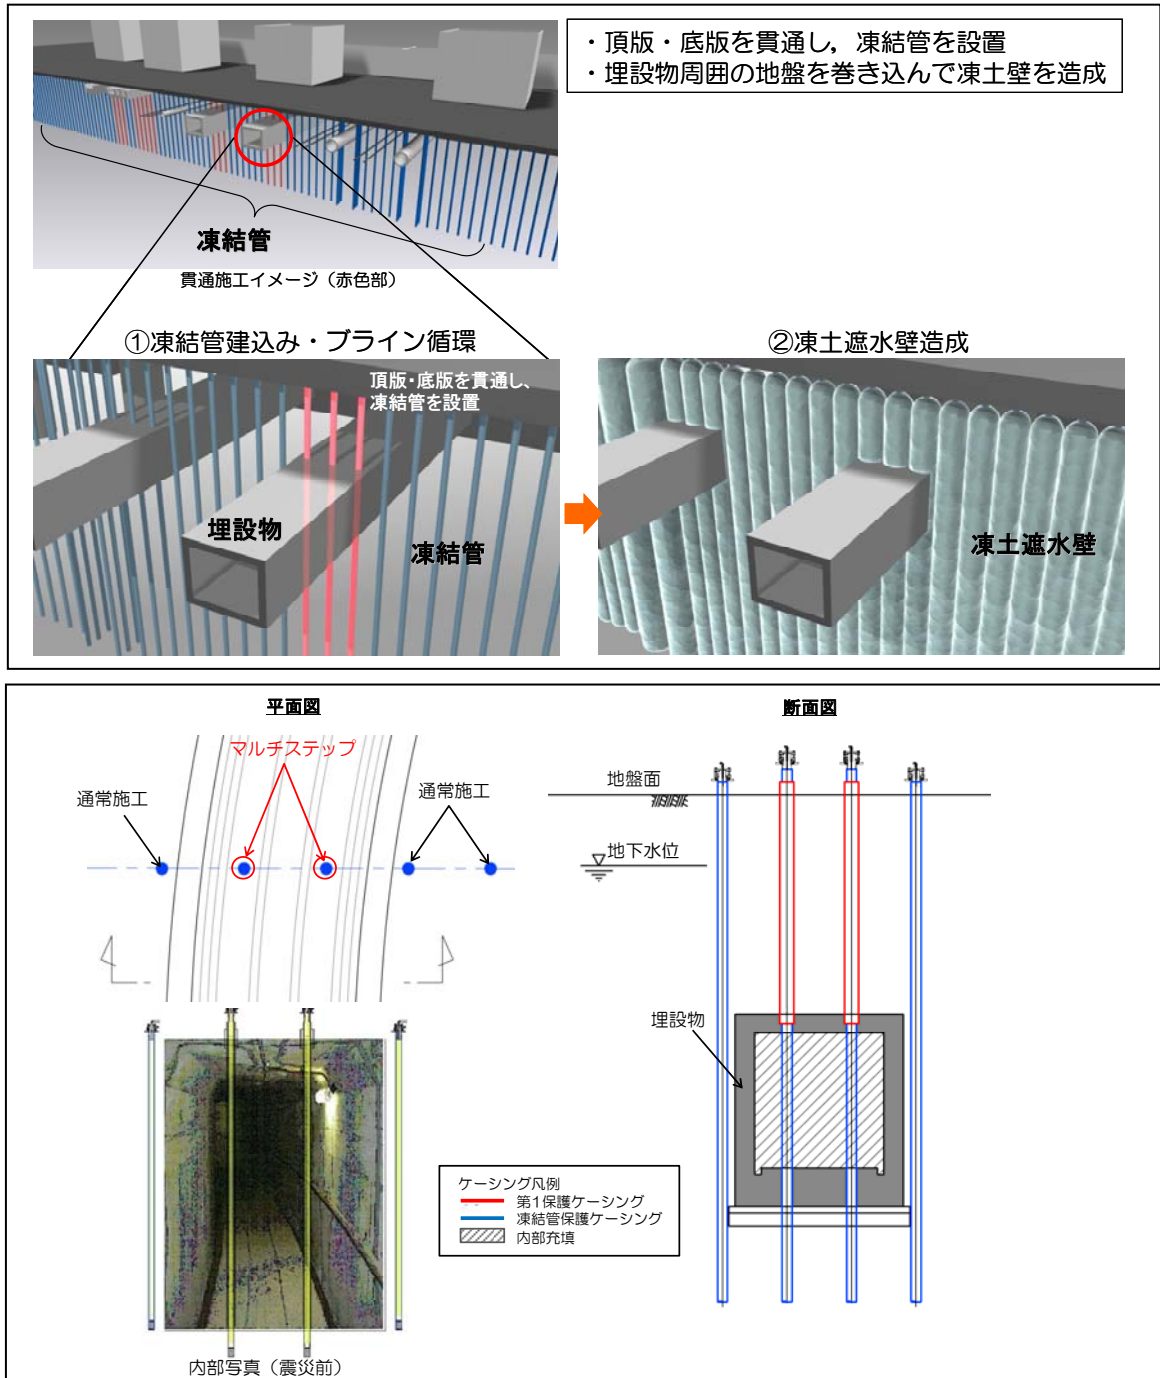 ・頂版・底版を貫通し，凍結管を設置
・埋設物周囲の地盤を巻き込んで凍土壁を造成
凍結管
貫通施工イメージ（赤色部）
①凍結管建込み・ブライン循環
頂版・底版を貫通し、
凍結管を設置
埋設物
凍結管
②凍土遮水壁造成
凍土遮水壁
平面図
マルチステップ
通常施工
通常施工
内部写真（震災前）
断面図
地盤面
地下水位
埋設物
ケーシング凡例
第1保護ケーシング
凍結管保護ケーシング
内部充填